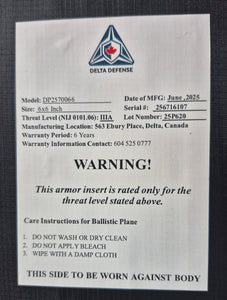 DELTA DEFENSE
Model: DP2570066 Date of MFG: June, 2025
Size: 6x6 Inch Serial #: 256716107
Threat Level (NIJ 0101.06): IIIA Lot Number: 25P620
Manufacturing Location: 563 Ebury Place, Delta, Canada
Warranty Period: 6 Years
Warranty Information Contact: 604 525 0777
WARNING!
This armor insert is rated only for the
threat level stated above.
Care Instructions for Ballistic Plane
1. DO NOT WASH OR DRY CLEAN
2. DO NOT APPLY BLEACH
3. WIPE WITH A DAMP CLOTH
THIS SIDE TO BE WORN AGAINST BODY